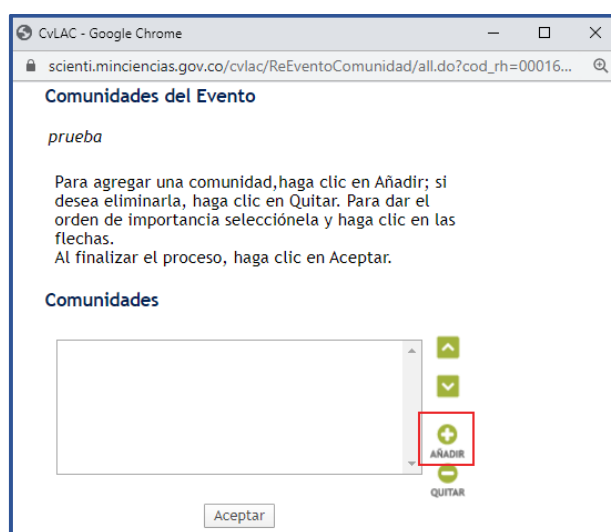 CvLAC - Google Chrome
scienti.minciencias.gov.co/cvlac/ReEventoComunidad/all.do?cod_rh=00016...
Comunidades del Evento
prueba
Para agregar una comunidad,haga clic en Añadir; si
desea eliminarla, haga clic en Quitar. Para dar el
orden de importancia selecciónela y haga clic en las
flechas.
Al finalizar el proceso, haga clic en Aceptar.
Comunidades
AÑADIR
QUITAR
Aceptar